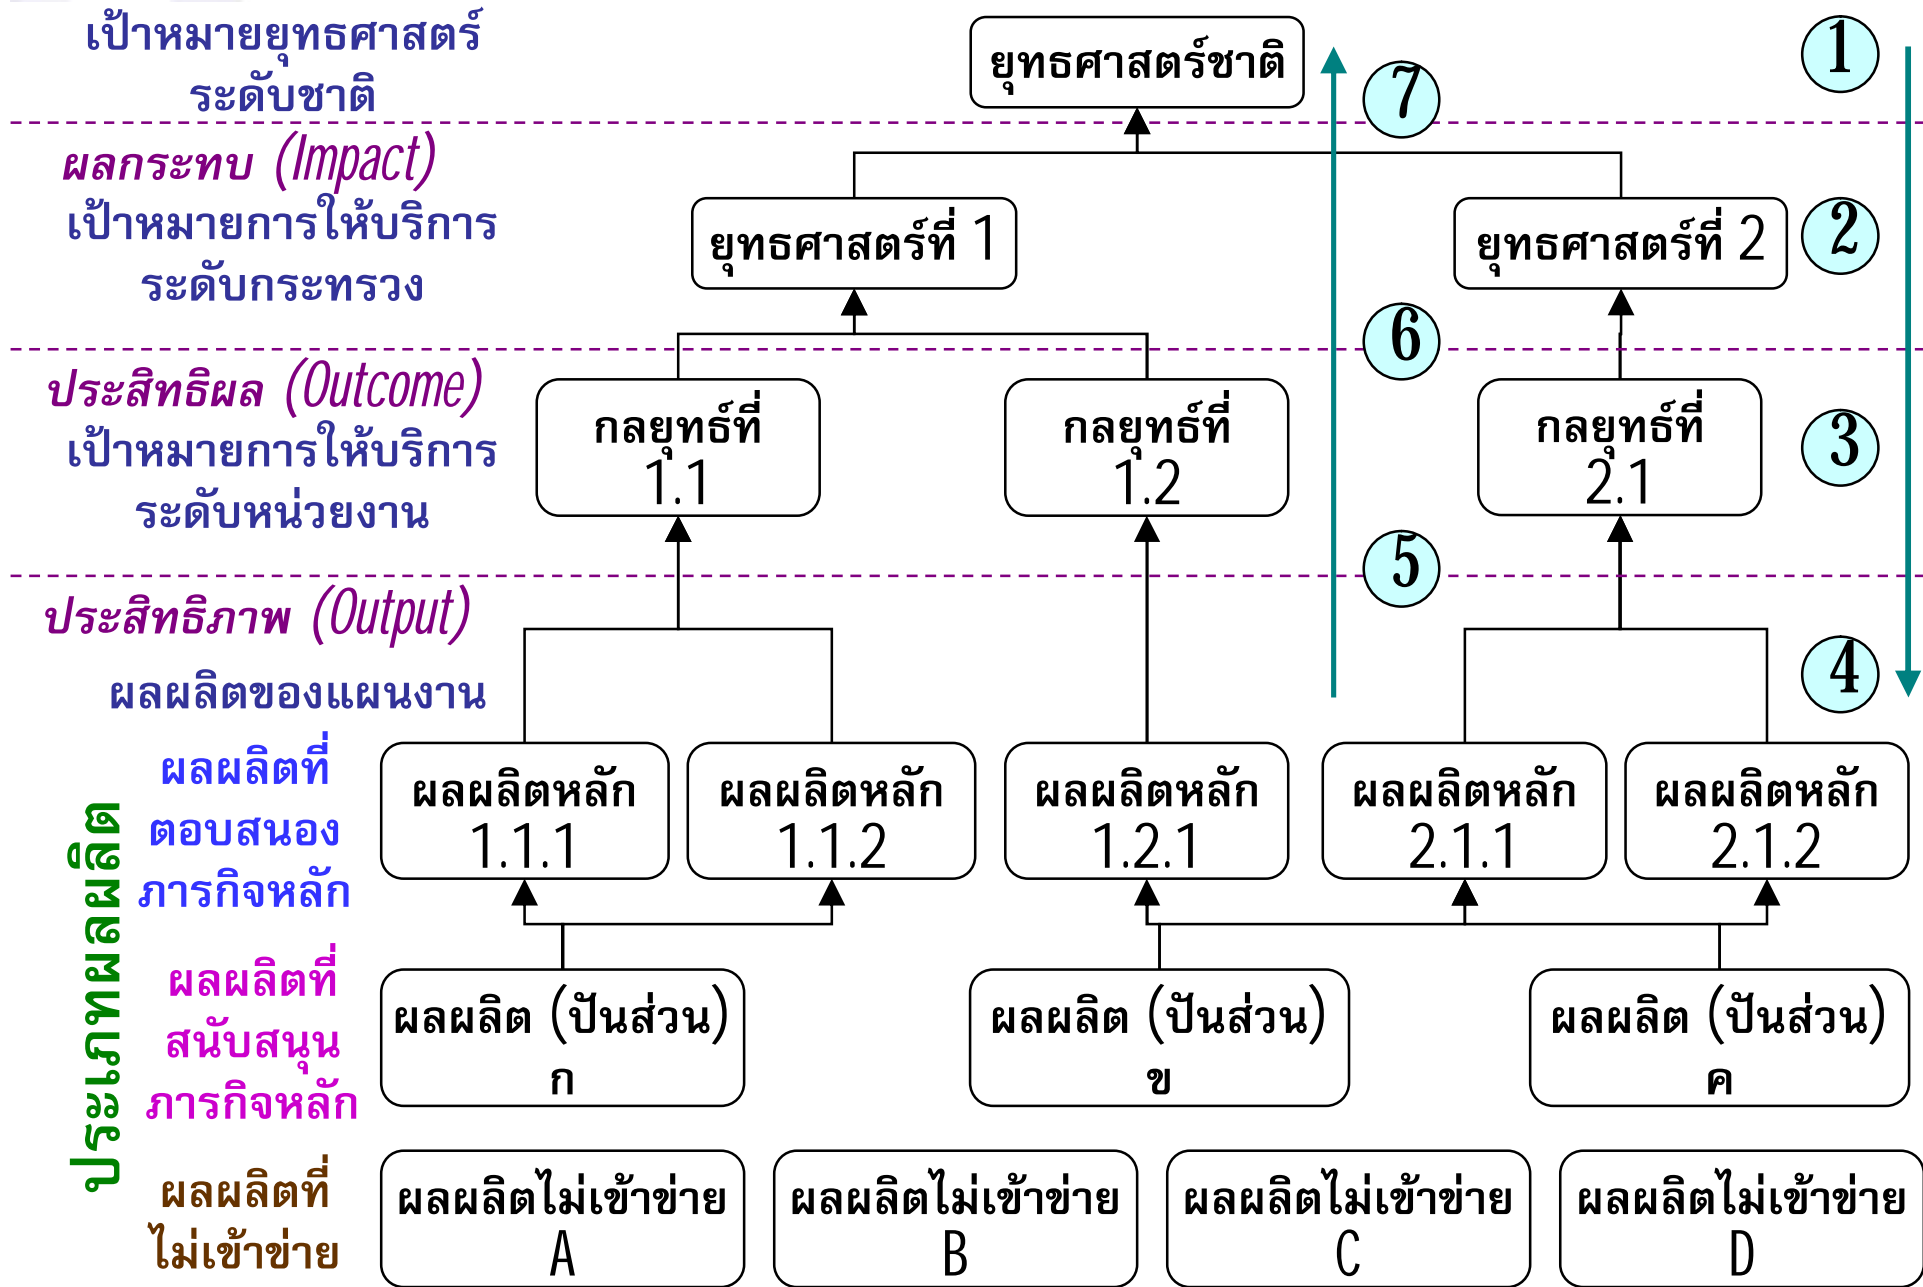 เป้าหมายยุทธศาสตร์
ระดับชาติ
ยุทธศาสตร์ชาติ
7
1
ผลกระทบ (Impact)
เป้าหมายการให้บริการ
ระดับกระทรวง
ยุทธศาสตร์ที่ 1
ยุทธศาสตร์ที่ 2
2
6
ประสิทธิผล (Outcome)
เป้าหมายการให้บริการ
ระดับหน่วยงาน
กลยุทธ์ที่
1.1
กลยุทธ์ที่
1.2
กลยุทธ์ที่
2.1
3
5
ประสิทธิภาพ (Output)
ผลผลิตของแผนงาน
4
ประเภทผลผลิต
ผลผลิตที่
ตอบสนอง
ภารกิจหลัก
ผลผลิตหลัก
1.1.1
ผลผลิตหลัก
1.1.2
ผลผลิตหลัก
1.2.1
ผลผลิตหลัก
2.1.1
ผลผลิตหลัก
2.1.2
ผลผลิตที่
สนับสนุน
ภารกิจหลัก
ผลผลิต (ปันส่วน)
ก
ผลผลิต (ปันส่วน)
ข
ผลผลิต (ปันส่วน)
ค
ผลผลิตที่
ไม่เข้าข่าย
ผลผลิตไม่เข้าข่าย
A
ผลผลิตไม่เข้าข่าย
B
ผลผลิตไม่เข้าข่าย
C
ผลผลิตไม่เข้าข่าย
D